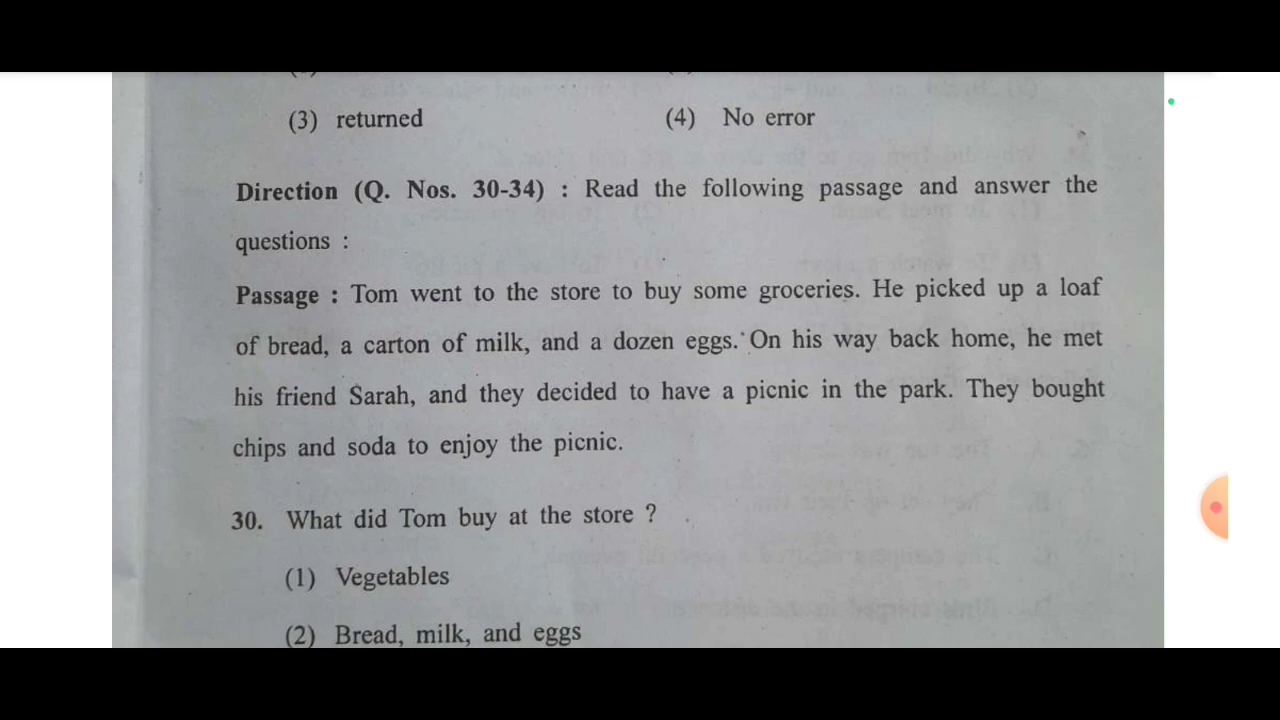 (3) returned (4) No error
Direction (Q. Nos. 30-34) : Read the following passage and answer the
questions :
Passage : Tom went to the store to buy some groceries. He picked up a loaf
of bread, a carton of milk, and a dozen eggs. On his way back home, he met
his friend Sarah, and they decided to have a picnic in the park. They bought
chips and soda to enjoy the picnic.
30. What did Tom buy at the store ?
(1) Vegetables
(2) Bread, milk, and eggs